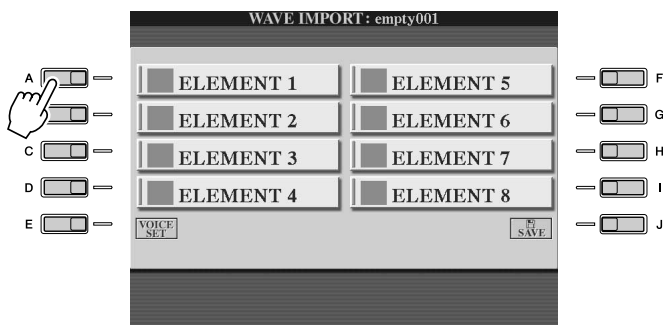 WAVE IMPORT: empty001
A ELEMENT 1 ELEMENT 5 F
ELEMENT 2 ELEMENT 6 G
C ELEMENT 3 ELEMENT 7 H
D ELEMENT 4 ELEMENT 8 I
E VOICE SAVE J
SET